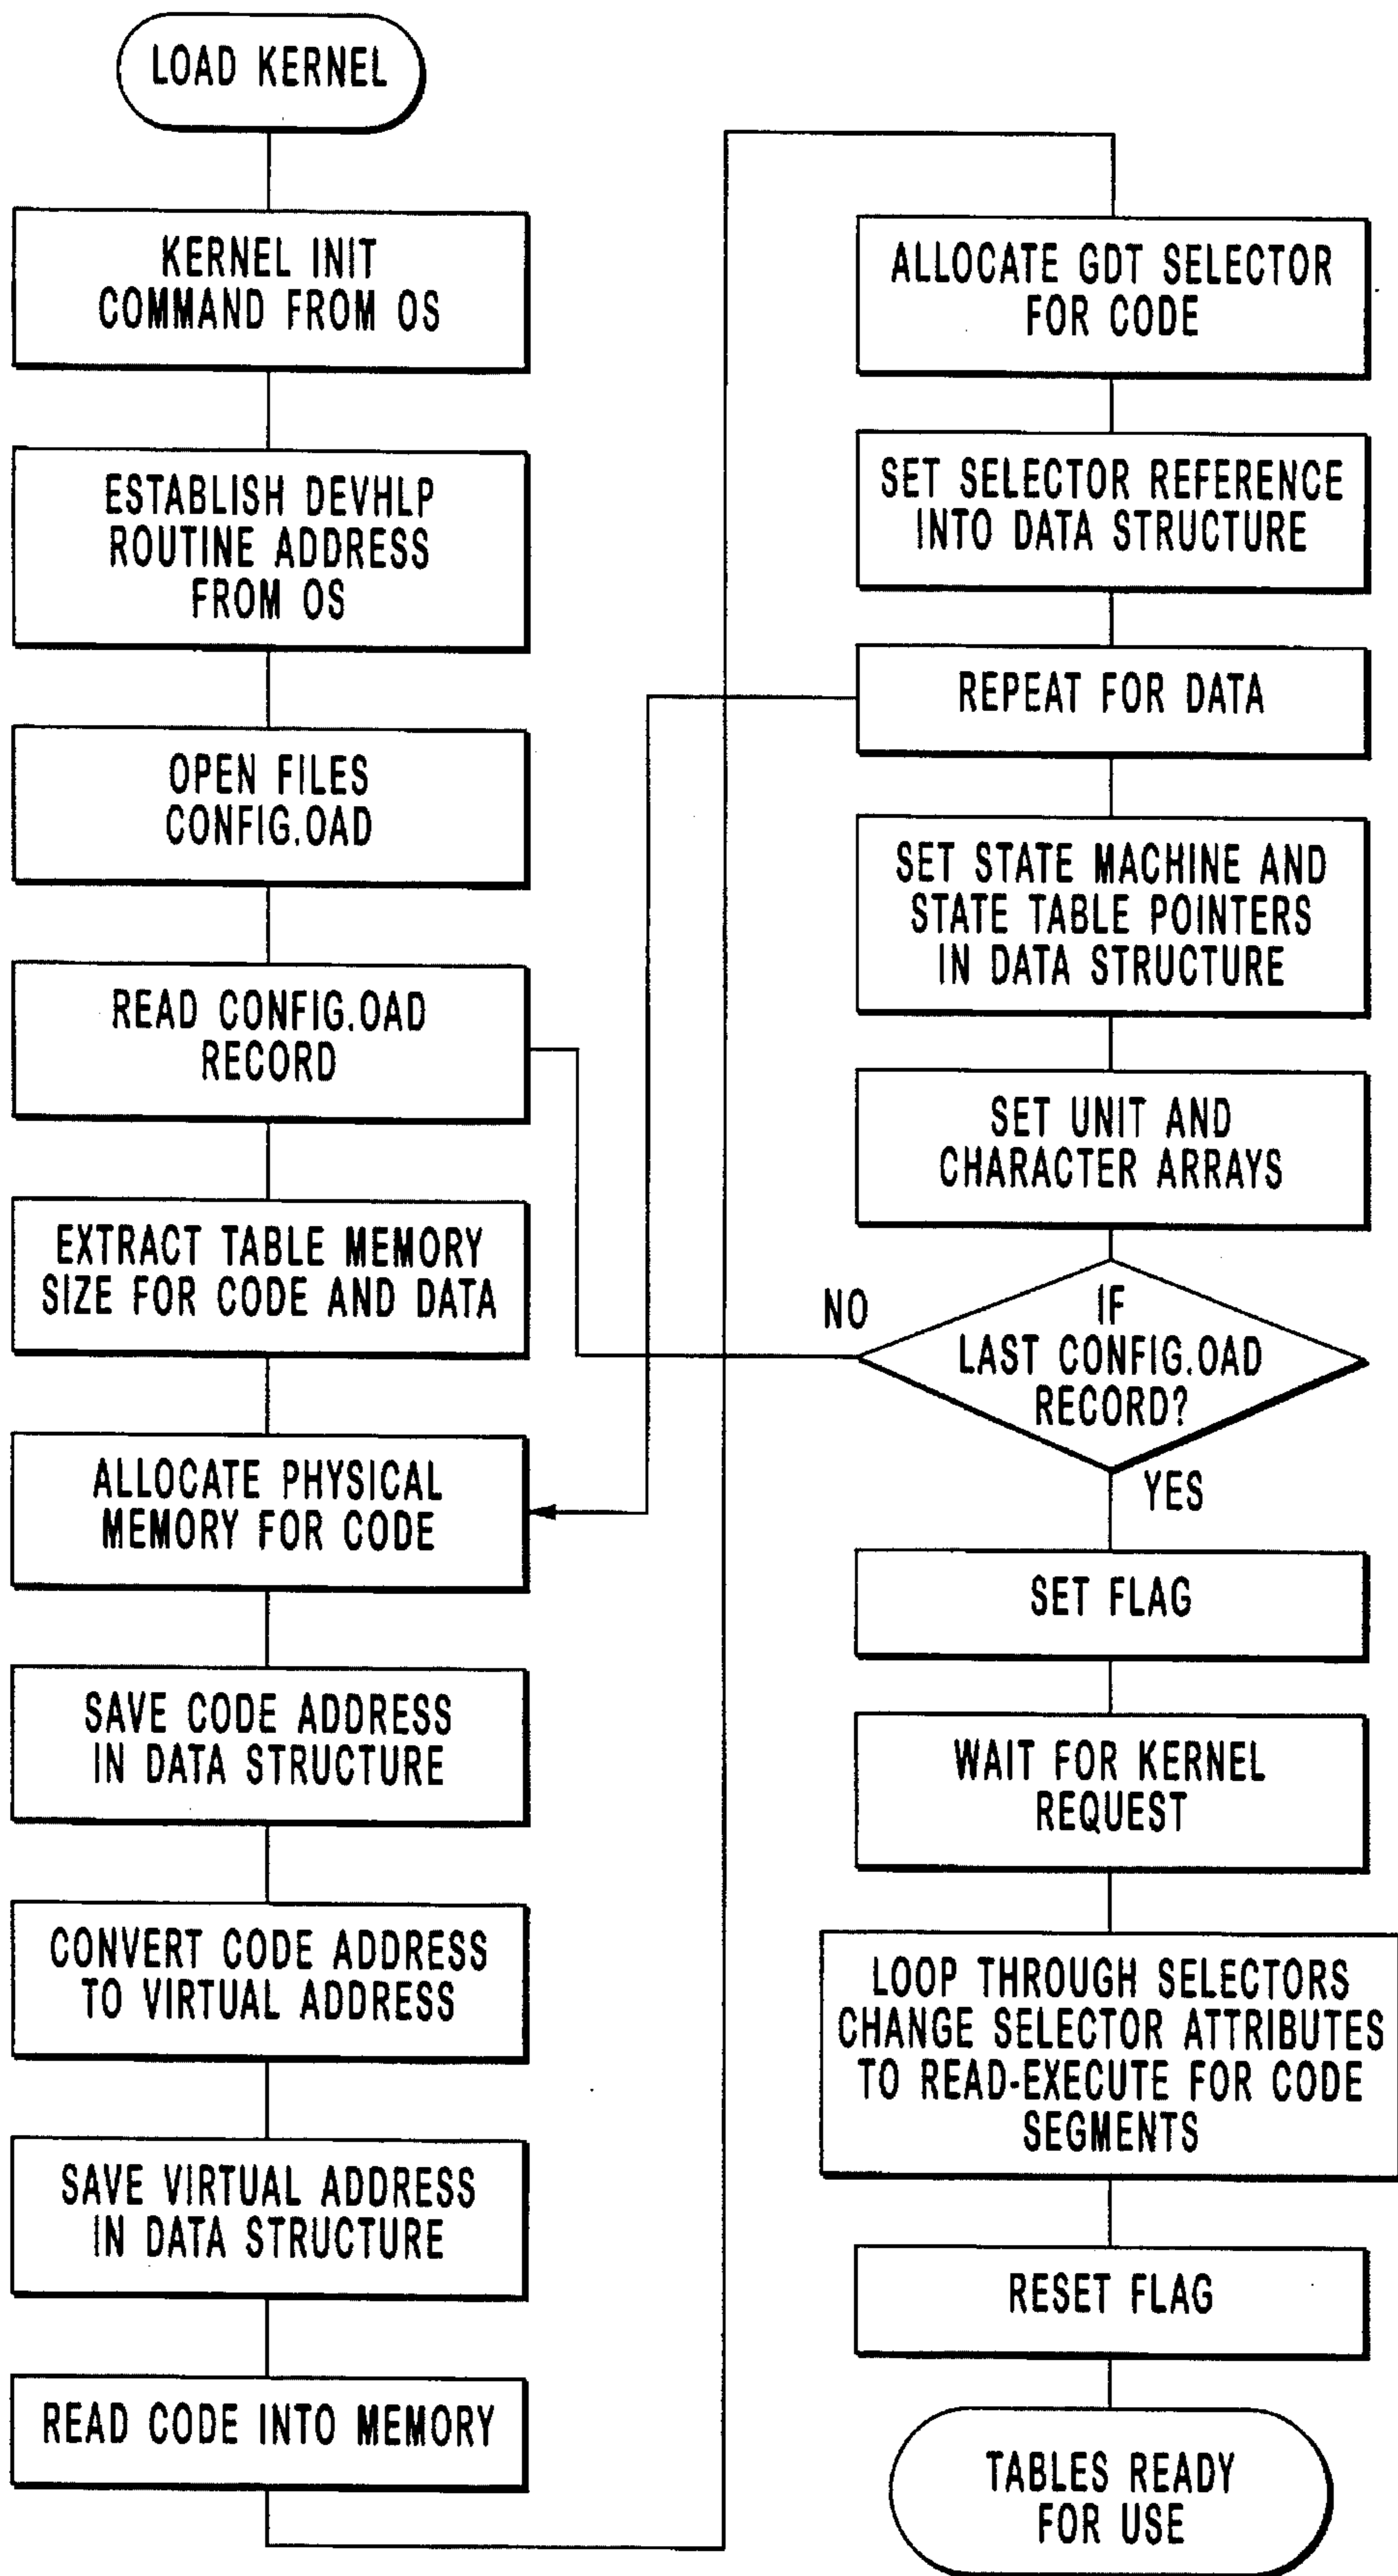 LOAD KERNEL
KERNEL INIT
COMMAND FROM OS
ESTABLISH DEVHLP
ROUTINE ADDRESS
FROM OS
OPEN FILES
CONFIG.OAD
READ CONFIG.OAD
RECORD
EXTRACT TABLE MEMORY
SIZE FOR CODE AND DATA
ALLOCATE PHYSICAL
MEMORY FOR CODE
SAVE CODE ADDRESS
IN DATA STRUCTURE
CONVERT CODE ADDRESS
TO VIRTUAL ADDRESS
SAVE VIRTUAL ADDRESS
IN DATA STRUCTURE
READ CODE INTO MEMORY
ALLOCATE GDT SELECTOR
FOR CODE
SET SELECTOR REFERENCE
INTO DATA STRUCTURE
REPEAT FOR DATA
SET STATE MACHINE AND
STATE TABLE POINTERS
IN DATA STRUCTURE
SET UNIT AND
CHARACTER ARRAYS
NO
IF
LAST CONFIG.OAD
RECORD?
YES
SET FLAG
WAIT FOR KERNEL
REQUEST
LOOP THROUGH SELECTORS
CHANGE SELECTOR ATTRIBUTES
TO READ-EXECUTE FOR CODE
SEGMENTS
RESET FLAG
TABLES READY
FOR USE